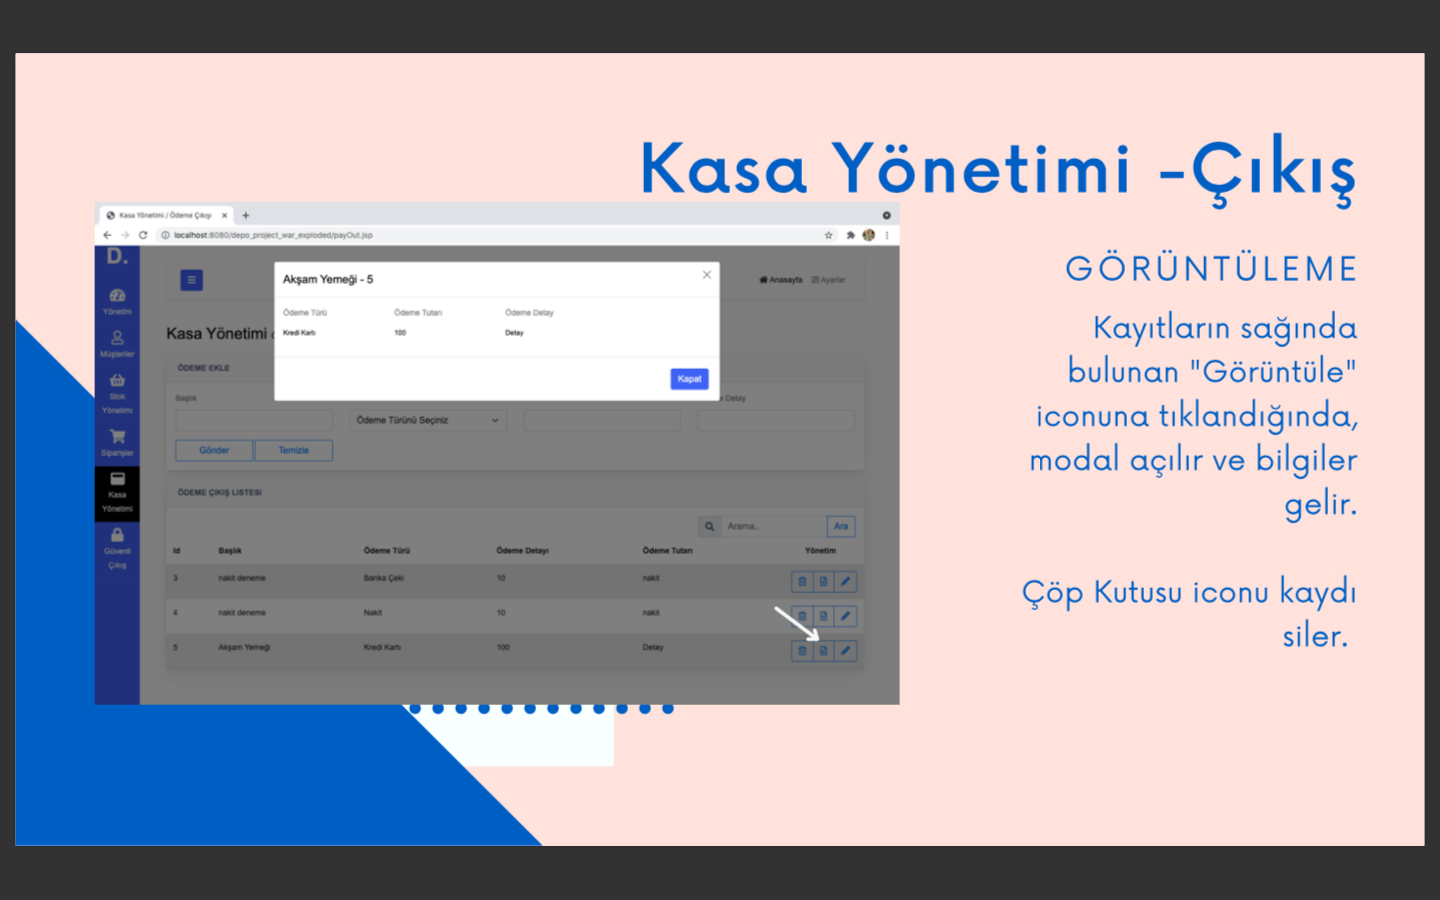 Kasa Yönetimi -Çıkış
Kasa Yönetimi / Ödeme Çıkışı
localhost:8080/depo_project_war_exploded/payOut.jsp
D.
Yönetim
Müşteriler
Stok
Yönetimi
Siparişler
Kasa
Yönetimi
Güvenli
Çıkış
Anasayfa
Ayarlar
Akşam Yemeği - 5
Ödeme Türü Ödeme Tutarı Ödeme Detay
Kredi Kartı 100 Detay
Kapat
Kasa Yönetimi
ÖDEME EKLE
Başlık
Detay
Ödeme Türünü Seçiniz
Gönder Temizle
ÖDEME ÇIKIŞ LİSTESİ
Arama.. Ara
Id Başlık Ödeme Türü Ödeme Detayı Ödeme Tutarı Yönetim
3 nakit deneme Banka Çeki 10 nakit
4 nakit deneme Nakit 10 nakit
5 Akşam Yemeği Kredi Kartı 100 Detay
GÖRÜNTÜLEME
Kayıtların sağında
bulunan "Görüntüle"
iconuna tıklandığında,
modal açılır ve bilgiler
gelir.
Çöp Kutusu iconu kaydı
siler.